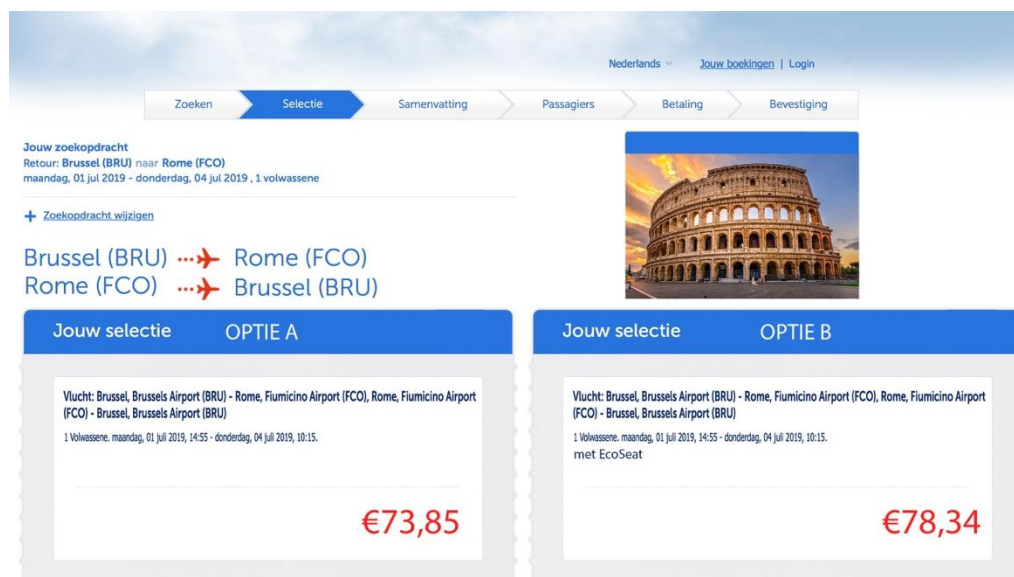 Nederlands
Jouw boekingen | Login
Zoeken
Selectie
Samenvatting
Passagiers
Betaling
Bevestiging
Jouw zoekopdracht
Retour: Brussel (BRU) naar Rome (FCO)
maandag, 01 jul 2019 - donderdag, 04 jul 2019 , 1 volwassene
+ Zoekopdracht wijzigen
Brussel (BRU) Rome (FCO)
Rome (FCO) Brussel (BRU)
Jouw selectie OPTIE A
Vlucht: Brussel, Brussels Airport (BRU) - Rome, Fiumicino Airport (FCO), Rome, Fiumicino Airport
(FCO) - Brussel, Brussels Airport (BRU)
1 Volwassene. maandag, 01 juli 2019, 14:55 - donderdag, 04 juli 2019, 10:15.
€73,85
Jouw selectie OPTIE B
Vlucht: Brussel, Brussels Airport (BRU) - Rome, Fiumicino Airport (FCO), Rome, Fiumicino Airport
(FCO) - Brussel, Brussels Airport (BRU)
1 Volwassene. maandag, 01 juli 2019, 14:55 - donderdag, 04 juli 2019, 10:15.
met EcoSeat
€78,34